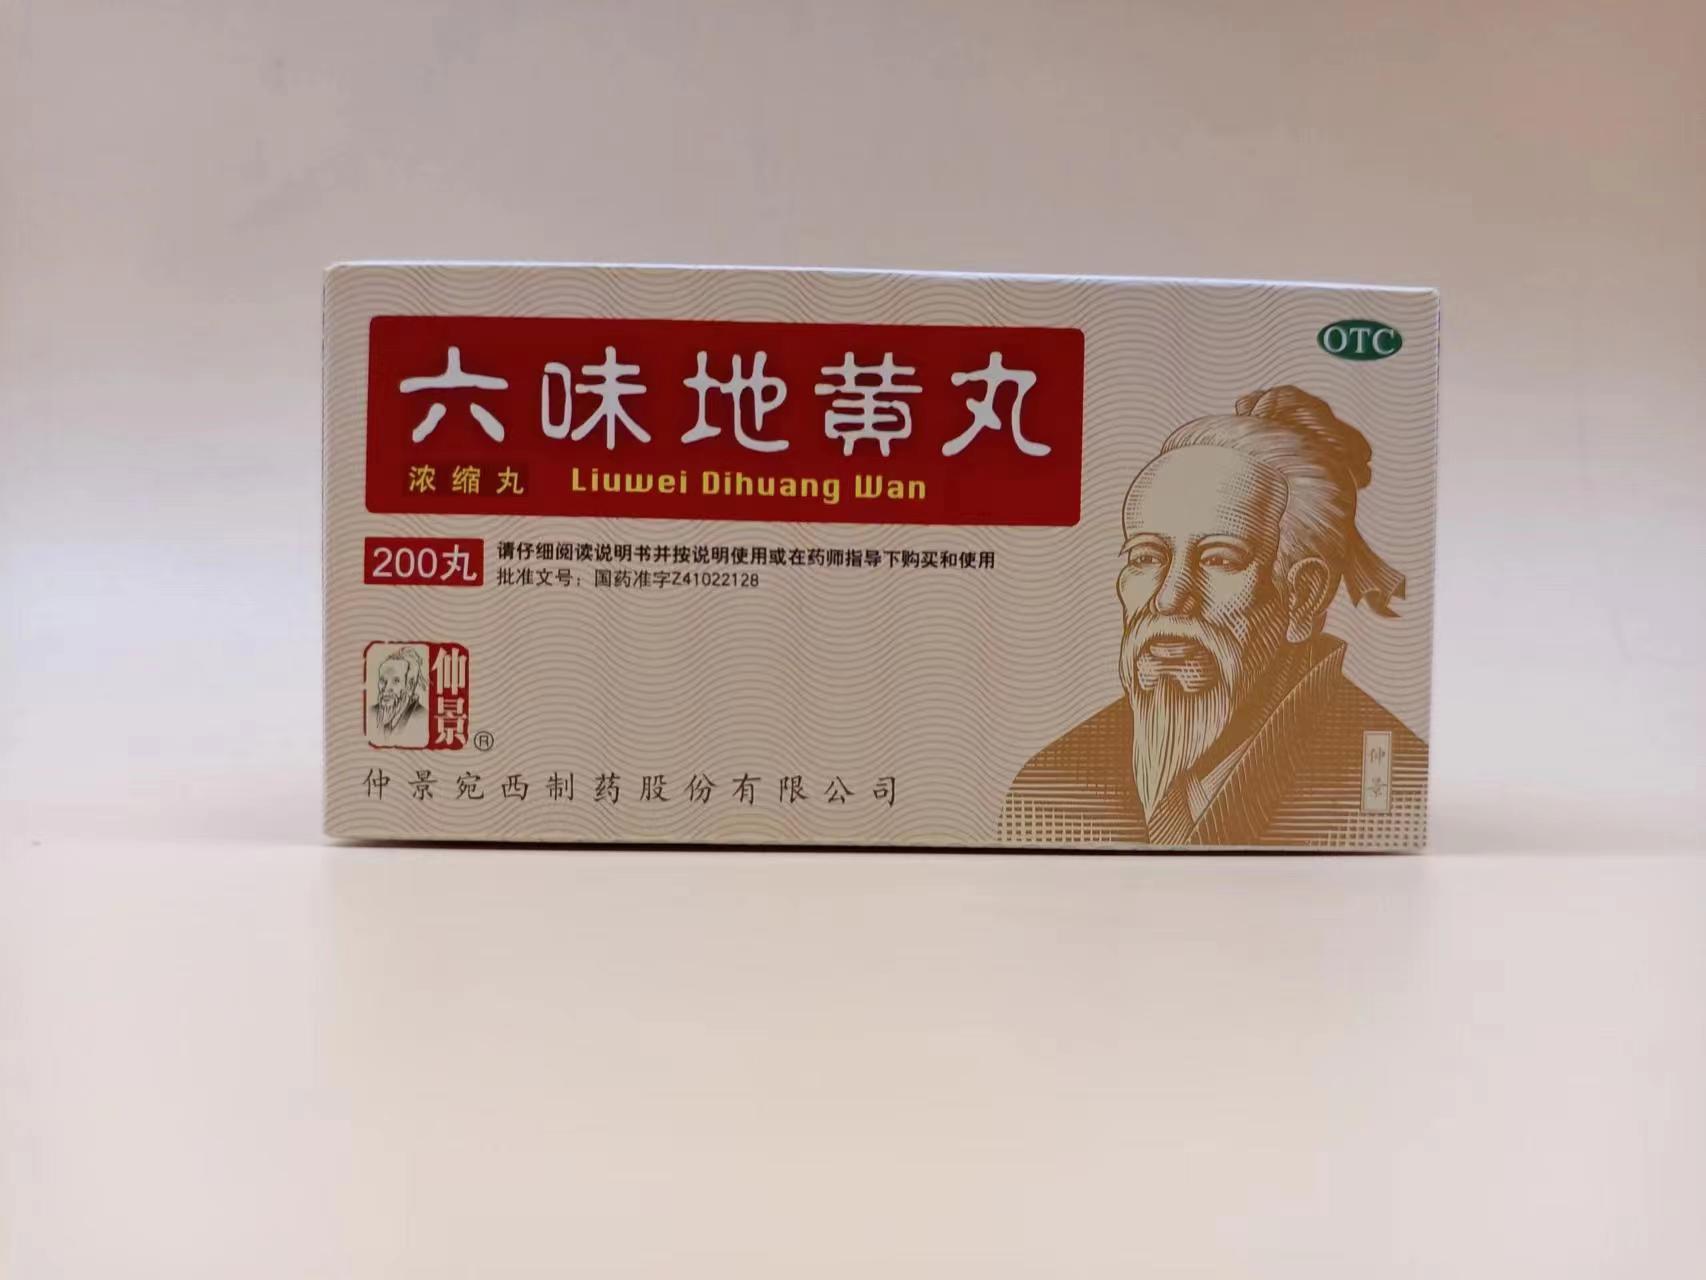 OTC
六味地黄丸
浓缩丸 Liuwei Dihuang Wan
200丸
请仔细阅读说明书并按说明使用或在药师指导下购买和使用
批准文号：国药准字Z41022128
仲景
®
仲景宛西制药股份有限公司
仲景